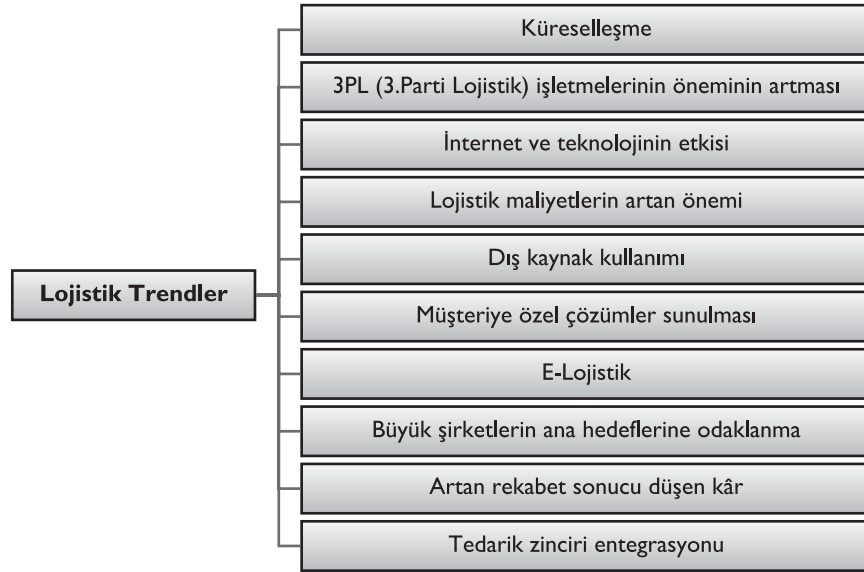 Küreselleşme
3PL (3.Parti Lojistik) işletmelerinin öneminin artması
İnternet ve teknolojinin etkisi
Lojistik maliyetlerin artan önemi
Dış kaynak kullanımı
Lojistik Trendler
Müşteriye özel çözümler sunulması
E-Lojistik
Büyük şirketlerin ana hedeflerine odaklanma
Artan rekabet sonucu düşen kâr
Tedarik zinciri entegrasyonu